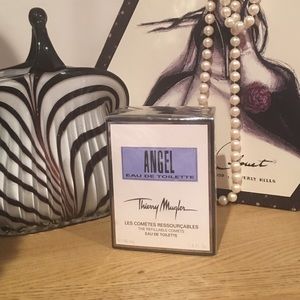 ANGEL
EAU DE TOILETTE
Thierry Mugler
LES COMÈTES RESSOURÇABLES
THE REFILLABLE COMETS
EAU DE TOILETTE